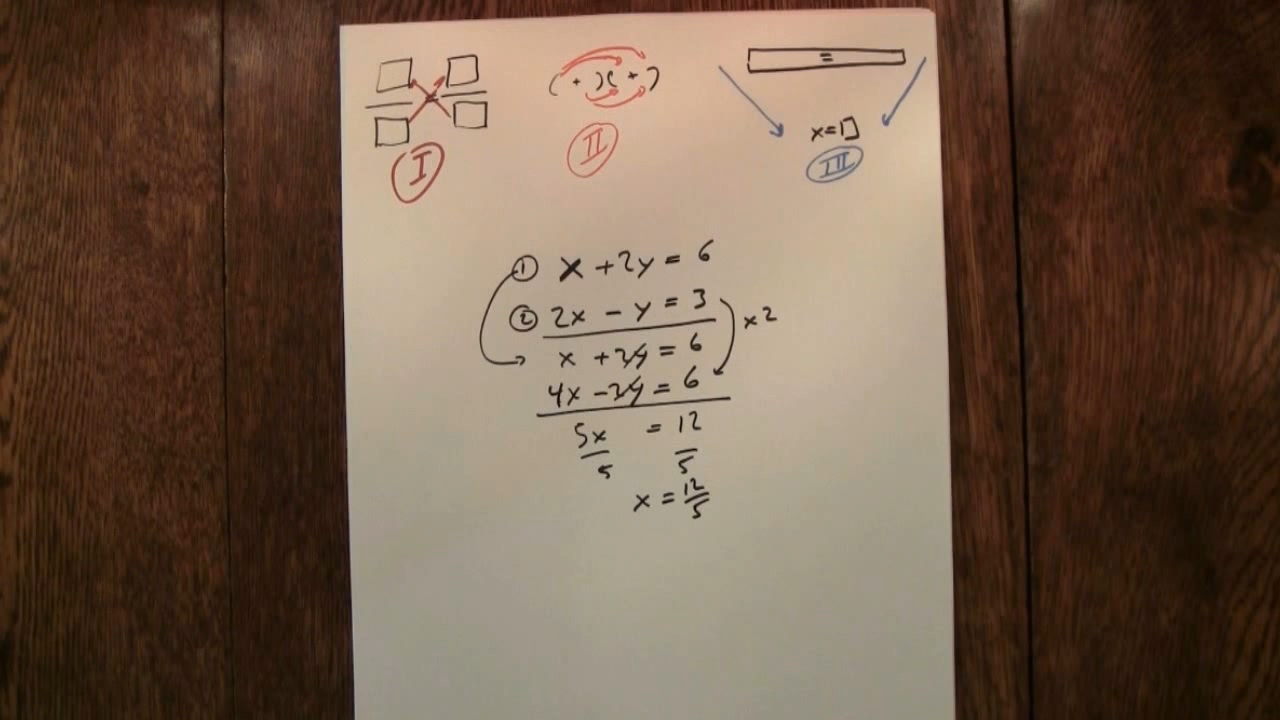 =
( + )( + )
=
x = □
I
II
III
① x + 2y = 6
② 2x - y = 3
x2
x + 2y = 6
4x - 2y = 6
5x = 12
5 5
x = 12/5